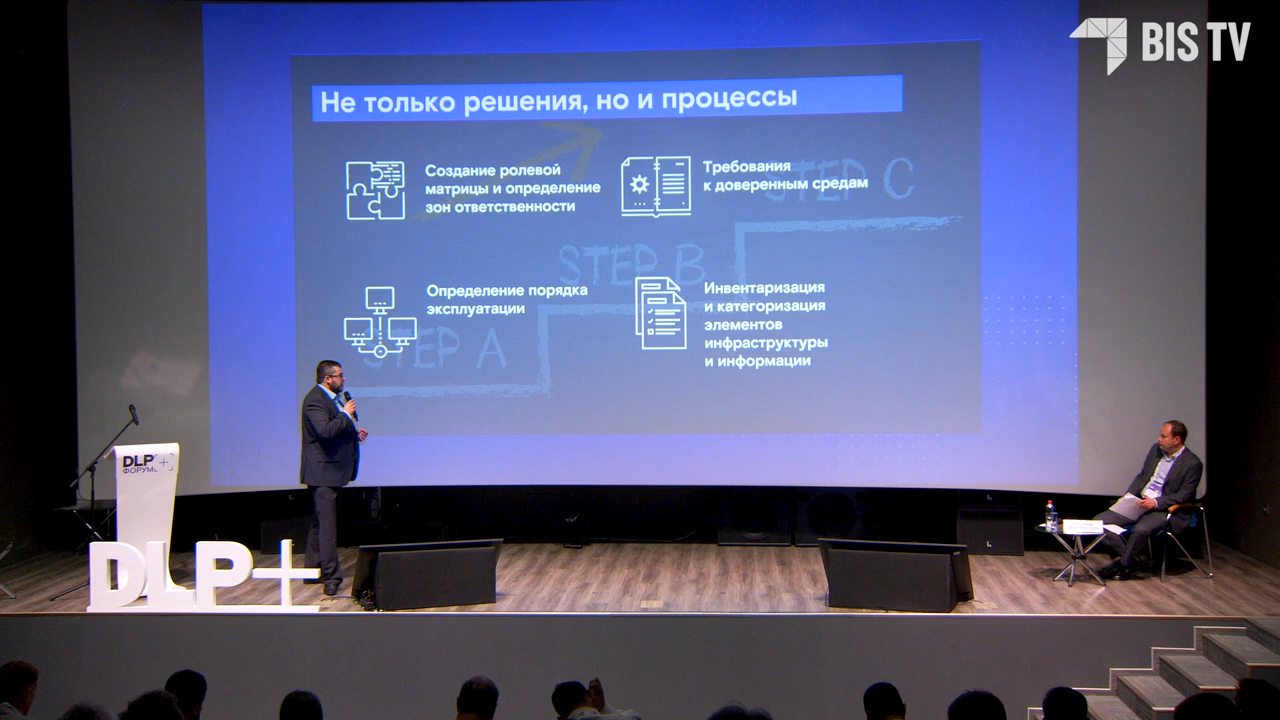 BIS TV
Не только решения, но и процессы
Создание ролевой
матрицы и определение
зон ответственности
Требования
к доверенным средам
STEP C
STEP B
Определение порядка
эксплуатации
Инвентаризация
и категоризация
элементов
инфраструктуры
и информации
STEP A
DLP+
ФОРУМ
DLP+